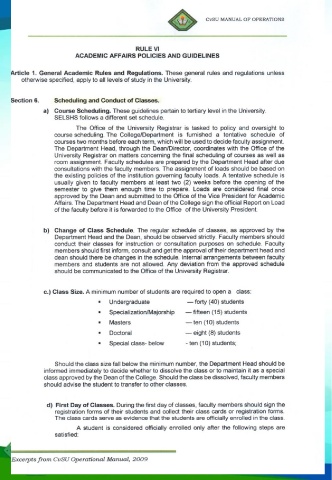 CvSU MANUAL OF OPERATIONS
RULE VI
ACADEMIC AFFAIRS POLICIES AND GUIDELINES
Article 1. General Academic Rules and Regulations. These general rules and regulations unless
otherwise specified, apply to all levels of study in the University.
Section 6. Scheduling and Conduct of Classes.
a) Course Scheduling. These guidelines pertain to tertiary level in the University.
SELSHS follows a different set schedule.
The Office of the University Registrar is tasked to policy and oversight to
course scheduling. The College/Department is furnished a tentative schedule of
courses two months before each term, which will be used to decide faculty assignment.
The Department Head, through the Dean/Director, coordinates with the Office of the
University Registrar on matters concerning the final scheduling of courses as well as
room assignment. Faculty schedules are prepared by the Department Head after due
consultations with the faculty members. The assignment of loads should be based on
the existing policies of the institution governing faculty loads. A tentative schedule is
usually given to faculty members at least two (2) weeks before the opening of the
semester to give them enough time to prepare. Loads are considered final once
approved by the Dean and submitted to the Office of the Vice President for Academic
Affairs. The Department Head and Dean of the College sign the official Report on Load
of the faculty before it is forwarded to the Office of the University President.
b) Change of Class Schedule. The regular schedule of classes, as approved by the
Department Head and the Dean, should be observed strictly. Faculty members should
conduct their classes for instruction or consultation purposes on schedule. Faculty
members should first inform, consult and get the approval of their department head and
dean should there be changes in the schedule. Internal arrangements between faculty
members and students are not allowed. Any deviation from the approved schedule
should be communicated to the Office of the University Registrar.
c.) Class Size. A minimum number of students are required to open a class:
• Undergraduate — forty (40) students
• Specialization/Majorship — fifteen (15) students
• Masters — ten (10) students
• Doctoral — eight (8) students
• Special class- below - ten (10) students;
Should the class size fall below the minimum number, the Department Head should be
informed immediately to decide whether to dissolve the class or to maintain it as a special
class approved by the Dean of the College. Should the class be dissolved, faculty members
should advise the student to transfer to other classes.
d) First Day of Classes. During the first day of classes, faculty members should sign the
registration forms of their students and collect their class cards or registration forms.
The class cards serve as evidence that the students are officially enrolled in the class.
A student is considered officially enrolled only after the following steps are
satisfied:
Excerpts from CvSU Operational Manual, 2009